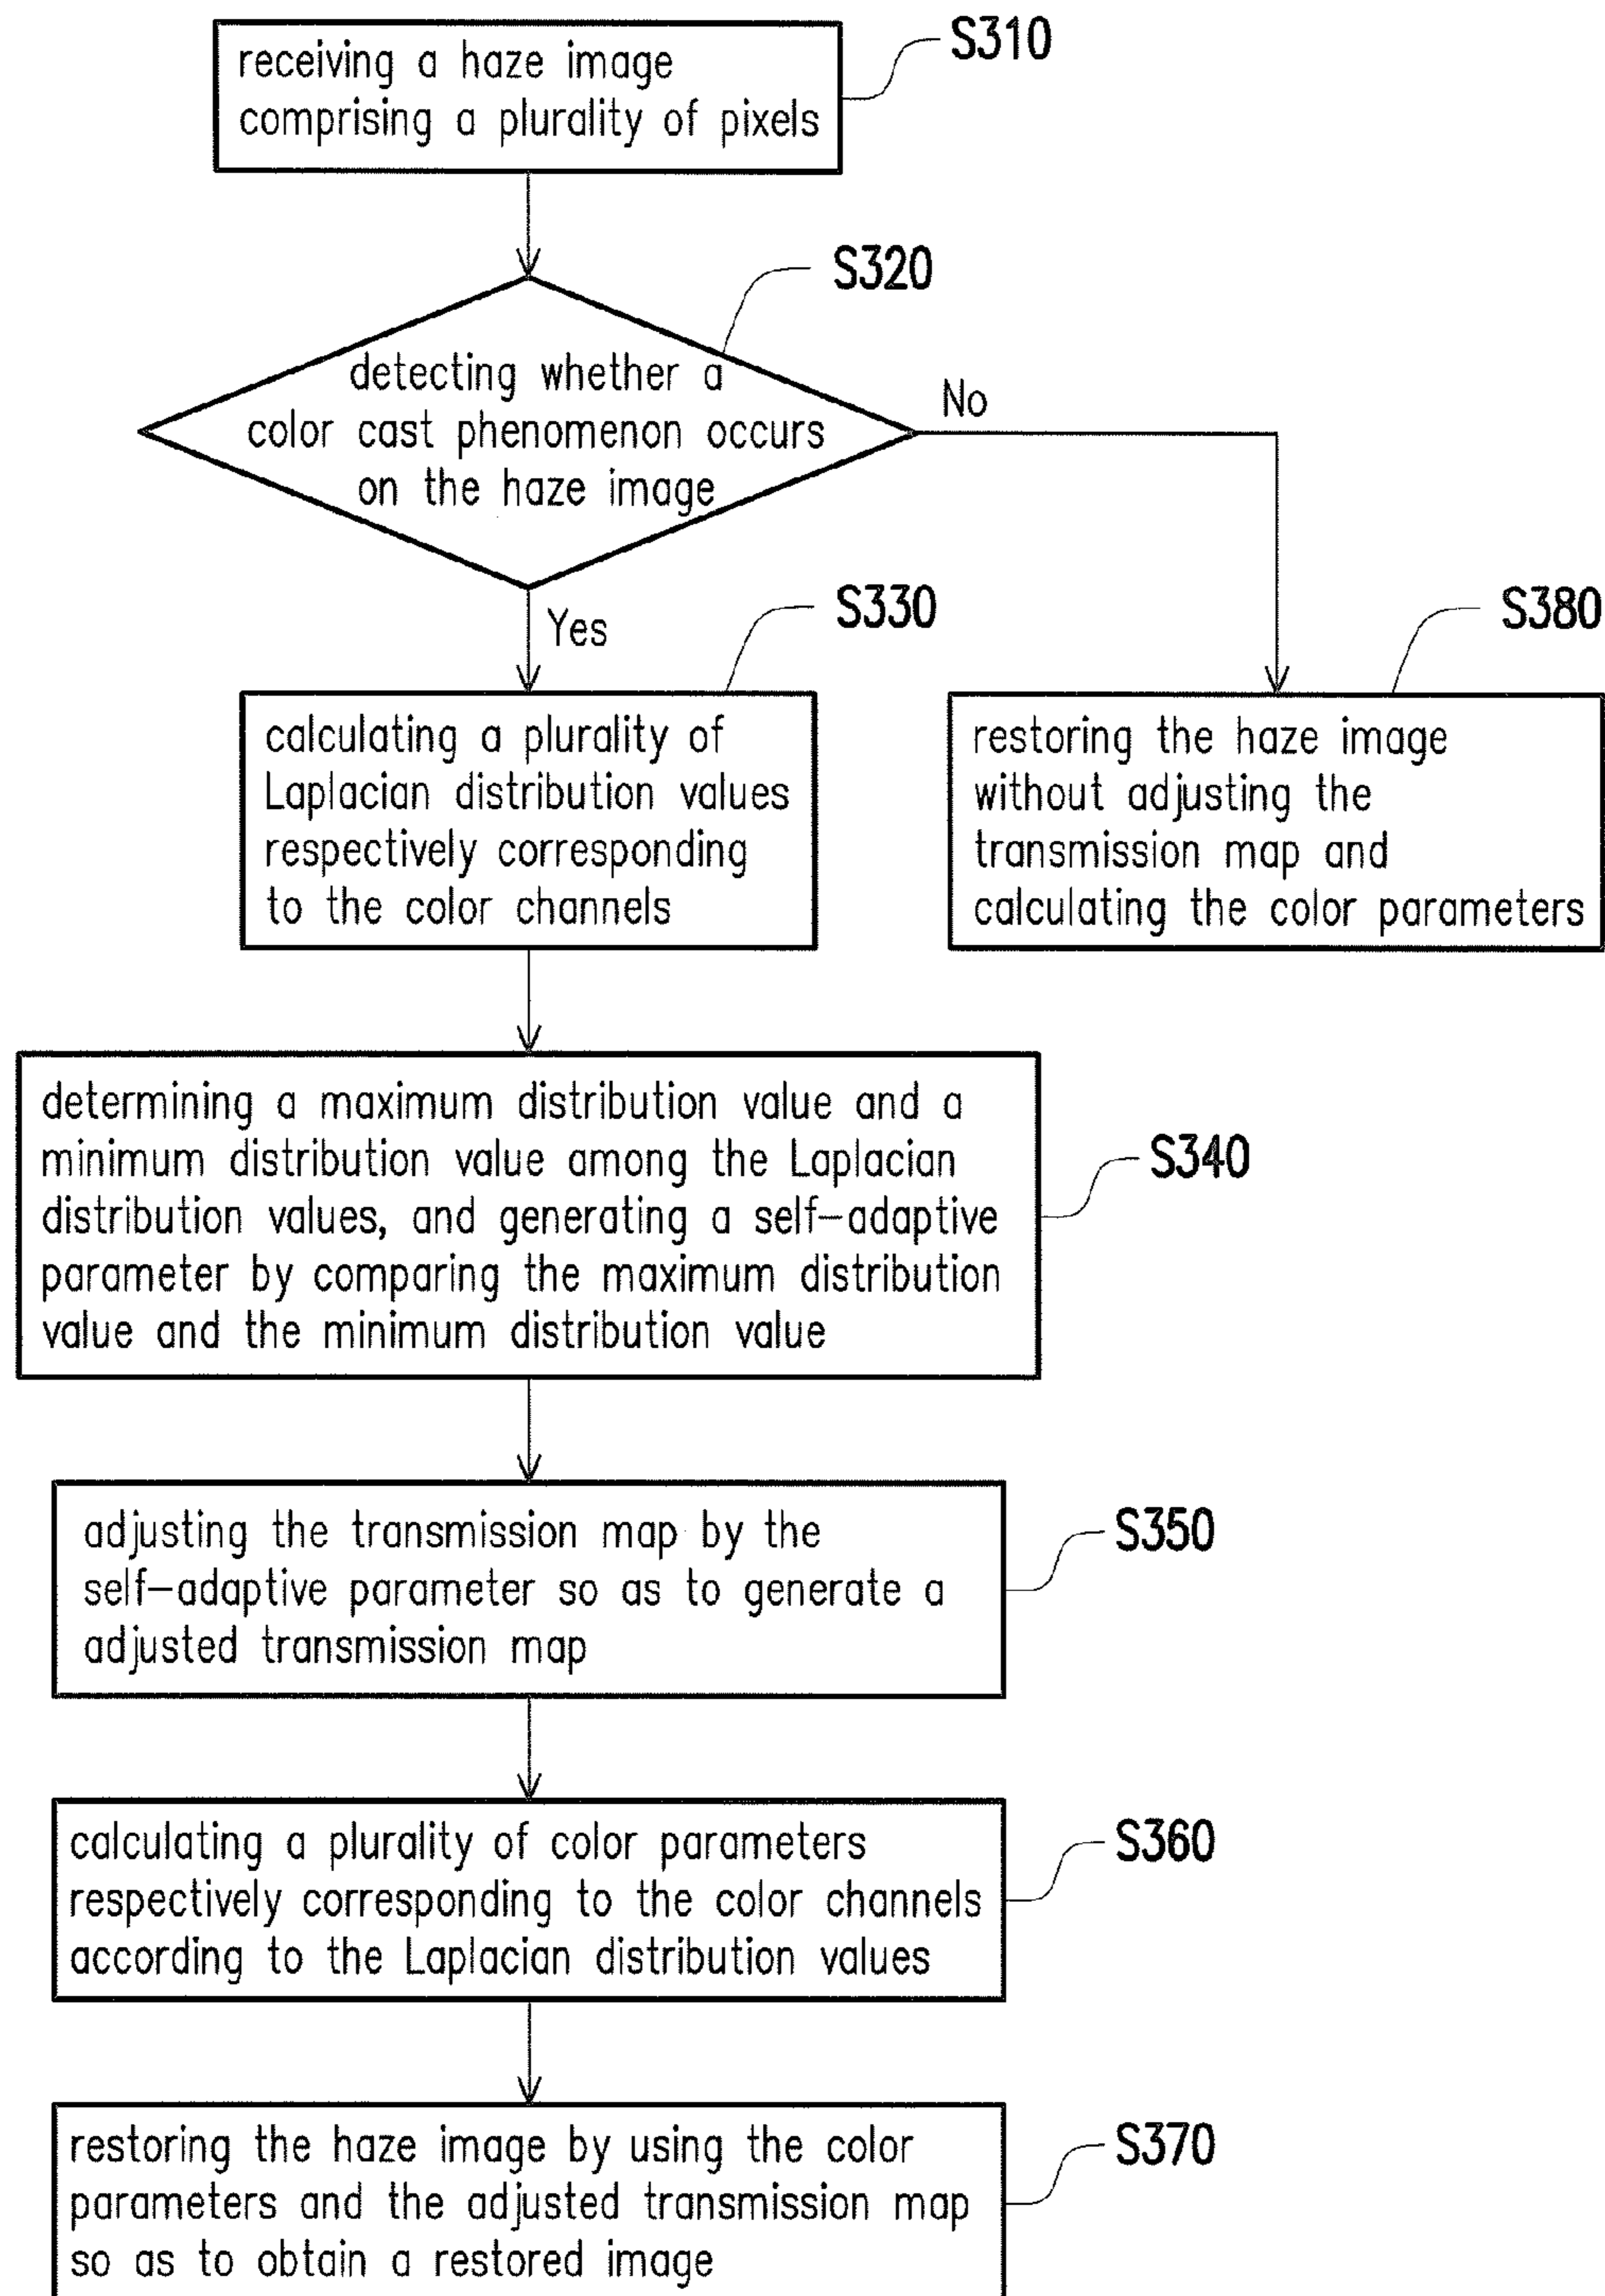 receiving a haze image
comprising a plurality of pixels
S310
detecting whether a
color cast phenomenon occurs
on the haze image
S320
No
Yes
calculating a plurality of
Laplacian distribution values
respectively corresponding
to the color channels
S330
restoring the haze image
without adjusting the
transmission map and
calculating the color parameters
S380
determining a maximum distribution value and a
minimum distribution value among the Laplacian
distribution values, and generating a self-adaptive
parameter by comparing the maximum distribution
value and the minimum distribution value
S340
adjusting the transmission map by the
self-adaptive parameter so as to generate a
adjusted transmission map
S350
calculating a plurality of color parameters
respectively corresponding to the color channels
according to the Laplacian distribution values
S360
restoring the haze image by using the color
parameters and the adjusted transmission map
so as to obtain a restored image
S370